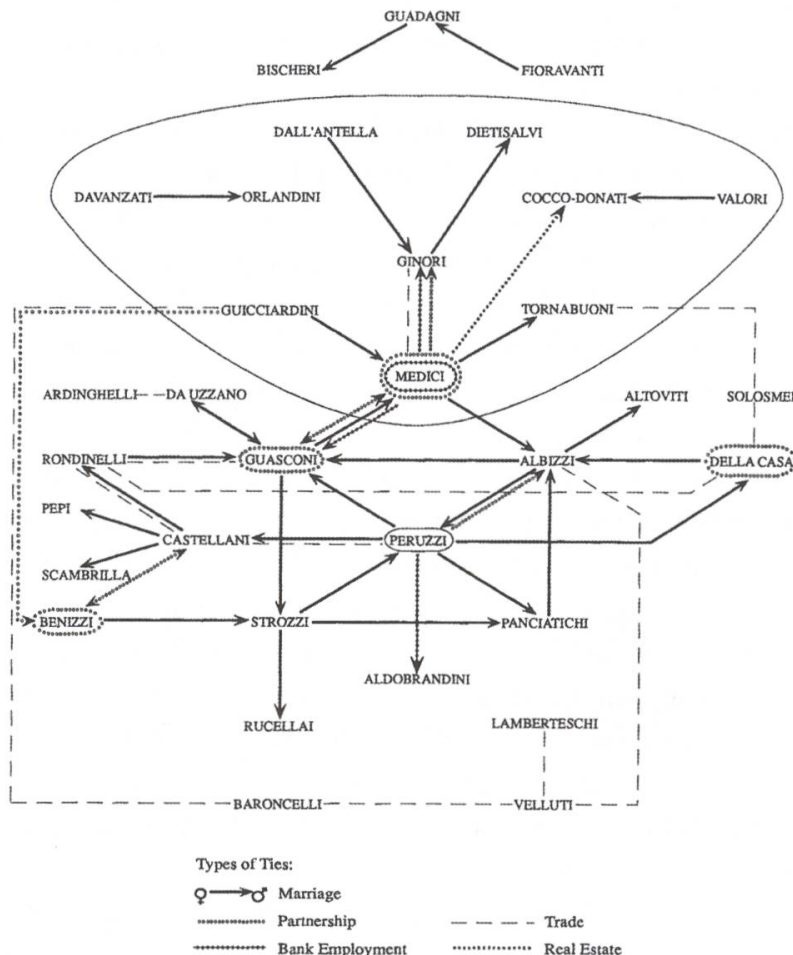 GUADAGNI
BISCHERI FIORAVANTI
DALL'ANTELLA DIETISALVI
DAVANZATI ORLANDINI COCCO-DONATI VALORI
GINORI
GUICCIARDINI TORNABUONI
MEDICI
ARDINGHELLI DA UZZANO ALTOVITI SOLOSMEI
RONDINELLI GUASCONI ALBIZZI DELLA CASA
PEPI
CASTELLANI PERUZZI
SCAMBRILLA
BENIZZI STROZZI PANCIATICHI
ALDOBRANDINI
RUCELLAI LAMBERTESCHI
BARONCELLI VELLUTI
Types of Ties:
♀ ♂ Marriage
Partnership Trade
Bank Employment Real Estate